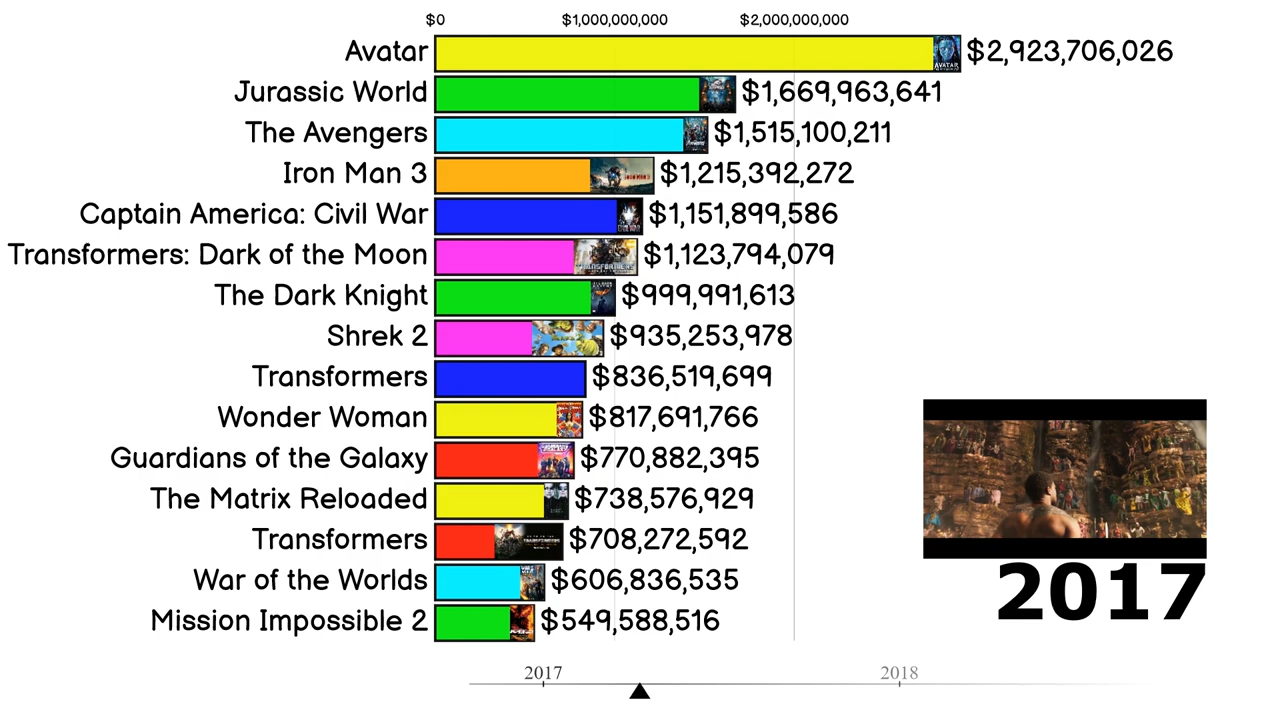 $0 $1,000,000,000 $2,000,000,000
Avatar $2,923,706,026
Jurassic World $1,669,963,641
The Avengers $1,515,100,211
Iron Man 3 $1,215,392,272
Captain America: Civil War $1,151,899,586
Transformers: Dark of the Moon $1,123,794,079
The Dark Knight $999,991,613
Shrek 2 $935,253,978
Transformers $836,519,699
Wonder Woman $817,691,766
Guardians of the Galaxy $770,882,395
The Matrix Reloaded $738,576,929
Transformers $708,272,592
War of the Worlds $606,836,535
Mission Impossible 2 $549,588,516
2017
2017 2018